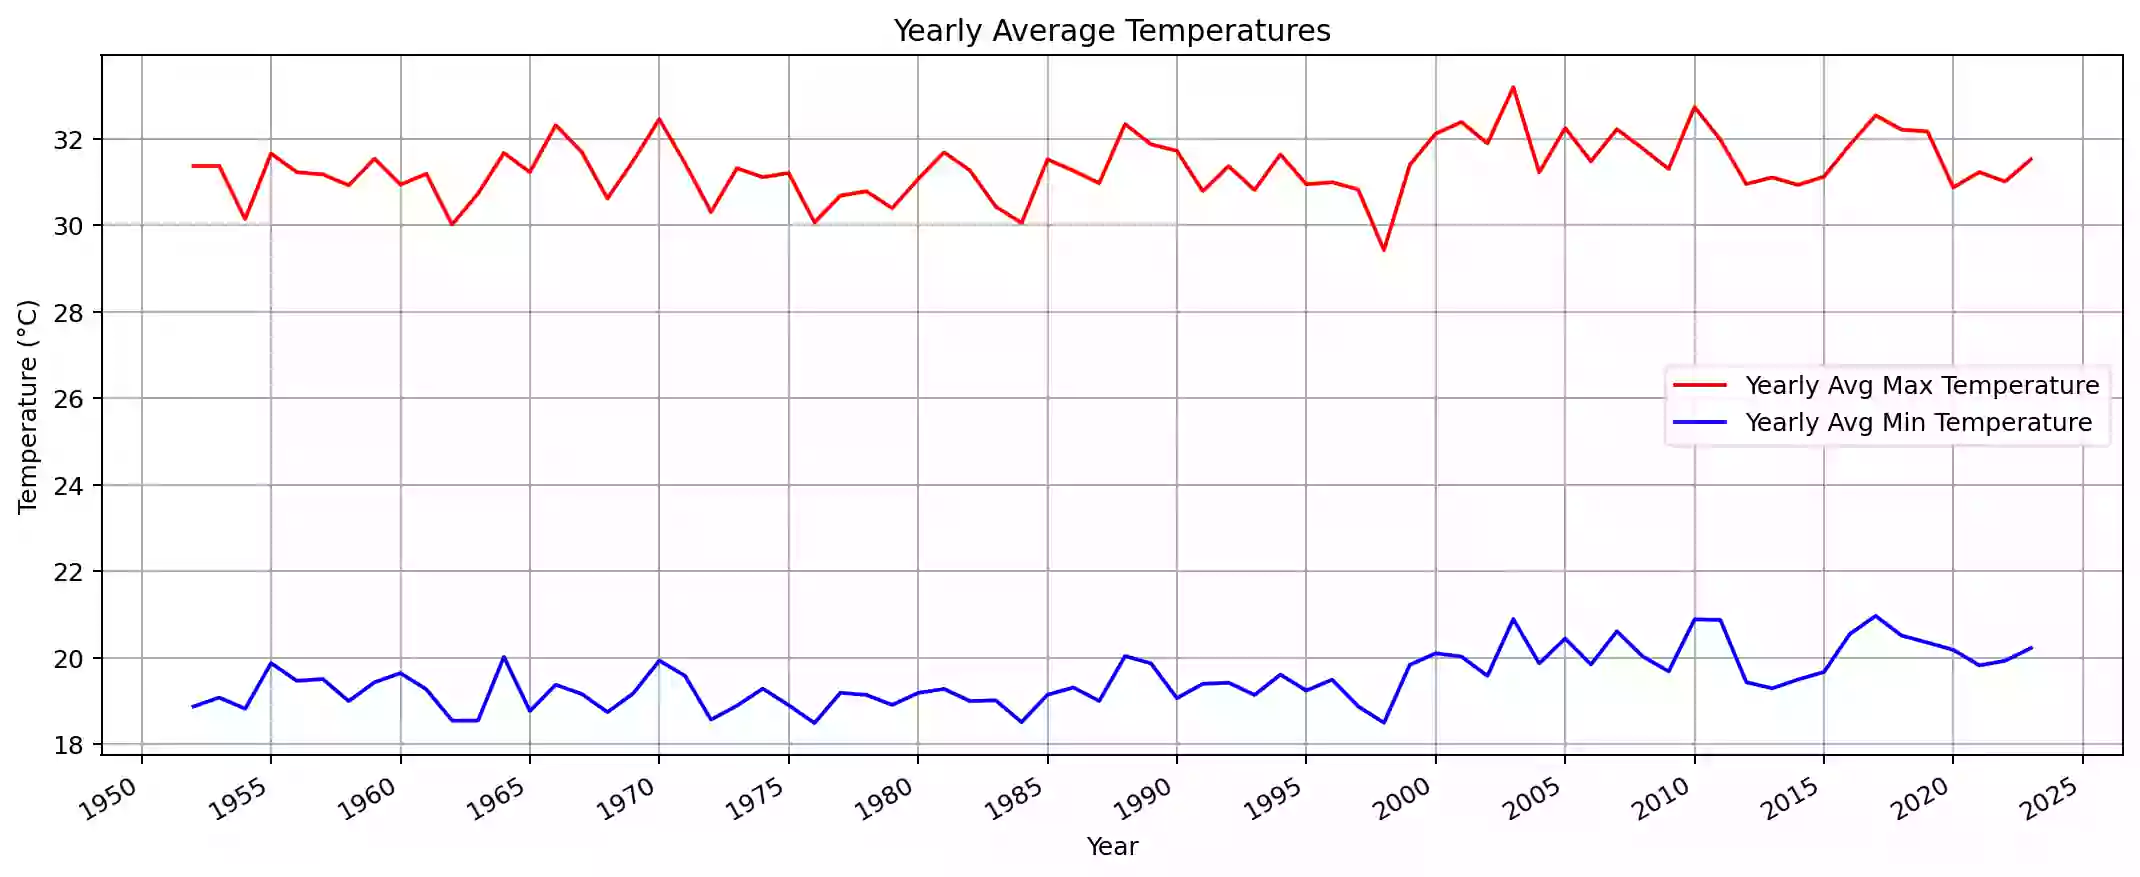 Yearly Average Temperatures
32
30
28
26
24
22
20
18
Temperature (°C)
Yearly Avg Max Temperature
Yearly Avg Min Temperature
1950 1955 1960 1965 1970 1975 1980 1985 1990 1995 2000 2005 2010 2015 2020 2025
Year